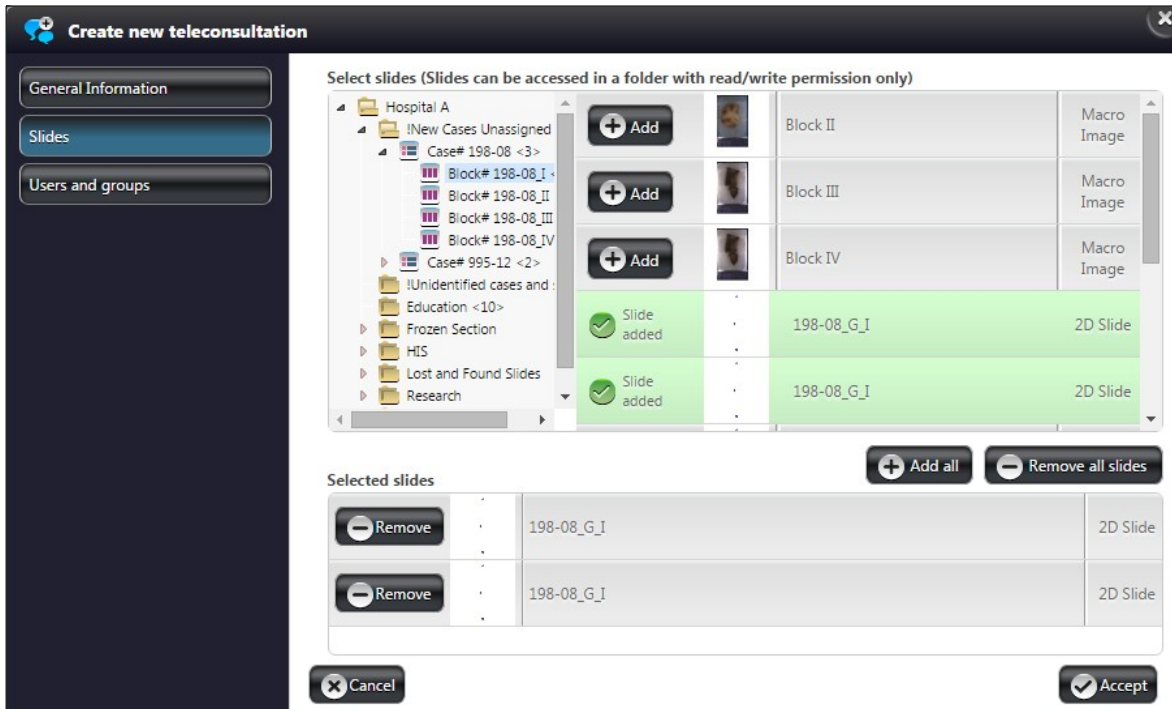 Create new teleconsultation
General Information
Slides
Users and groups
Select slides (Slides can be accessed in a folder with read/write permission only)
Hospital A
!New Cases Unassigned
Case# 198-08 <3>
Block# 198-08_I <
Block# 198-08_II
Block# 198-08_III
Block# 198-08_IV
Case# 995-12 <2>
!Unidentified cases and
Education <10>
Frozen Section
HIS
Lost and Found Slides
Research
Add
Block II
Macro
Image
Add
Block III
Macro
Image
Add
Block IV
Macro
Image
Slide
added
198-08_G_I
2D Slide
Slide
added
198-08_G_I
2D Slide
Add all
Remove all slides
Selected slides
Remove
198-08_G_I
2D Slide
Remove
198-08_G_I
2D Slide
Cancel
Accept